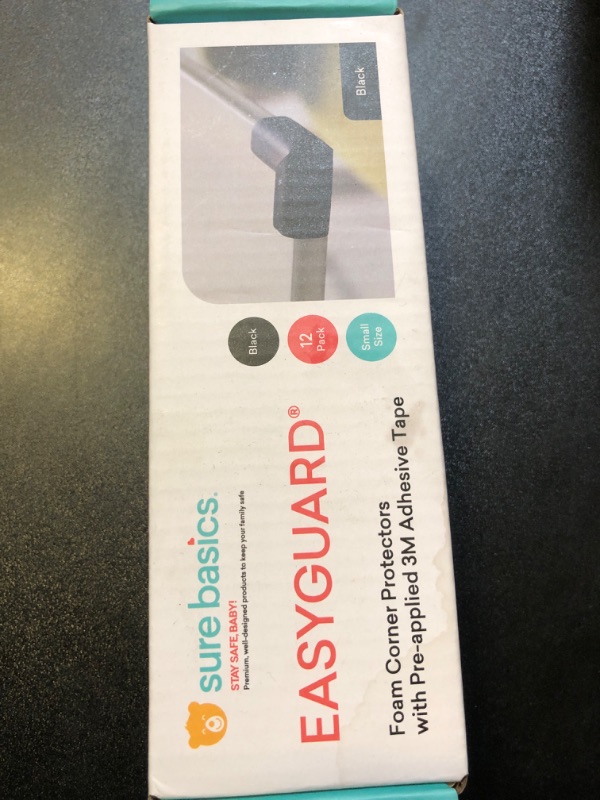 sure basics.
STAY SAFE, BABY!
Premium, well-designed products to keep your family safe
EASYGUARD®
Foam Corner Protectors
with Pre-applied 3M Adhesive Tape
Black
12
Pack
Small
Size
Black